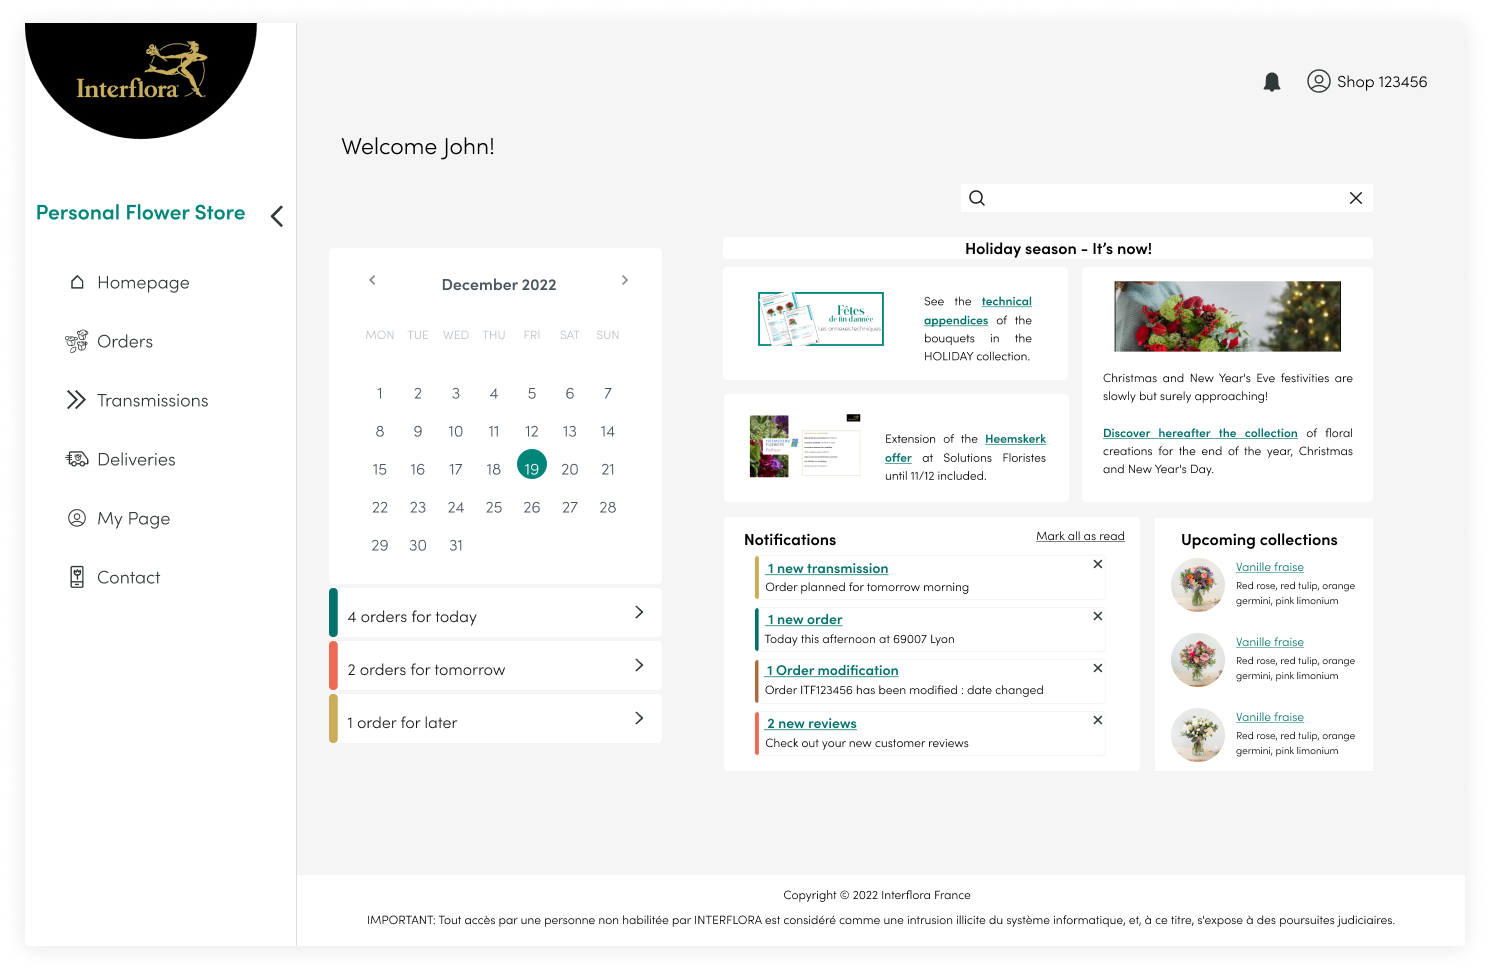 Interflora
Shop 123456
Welcome John!
Personal Flower Store
Homepage
Orders
Transmissions
Deliveries
My Page
Contact
December 2022
MON TUE WED THU FRI SAT SUN
1 2 3 4 5 6 7
8 9 10 11 12 13 14
15 16 17 18 19 20 21
22 23 24 25 26 27 28
29 30 31
4 orders for today
2 orders for tomorrow
1 order for later
Holiday season - It's now!
Fêtes
de fin d'année
Les annexes techniques
See the technical
appendices of the
bouquets in the
HOLIDAY collection.
Extension of the Heemskerk
offer at Solutions Floristes
until 11/12 included.
Christmas and New Year's Eve festivities are
slowly but surely approaching!
Discover hereafter the collection of floral
creations for the end of the year, Christmas
and New Year's Day.
Notifications
Mark all as read
1 new transmission
Order planned for tomorrow morning
1 new order
Today this afternoon at 69007 Lyon
1 Order modification
Order ITF123456 has been modified : date changed
2 new reviews
Check out your new customer reviews
Upcoming collections
Vanille fraise
Red rose, red tulip, orange
germini, pink limonium
Vanille fraise
Red rose, red tulip, orange
germini, pink limonium
Vanille fraise
Red rose, red tulip, orange
germini, pink limonium
Copyright © 2022 Interflora France
IMPORTANT: Tout accès par une personne non habilitée par INTERFLORA est considéré comme une intrusion illicite du système informatique, et, à ce titre, s'expose à des poursuites judiciaires.